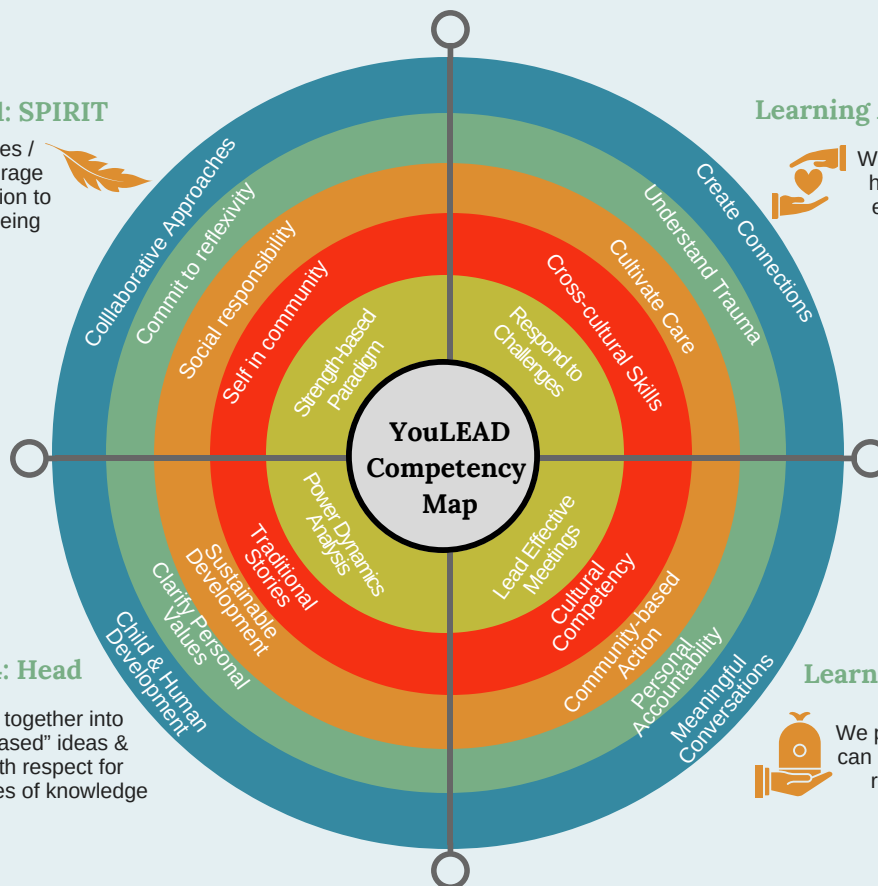 : SPIRIT
es /
rage
ion to
eing
Learning
W
h
e
Colllaborative Approaches
Commit to reflexivity
Social responsibility
Self in community
Strength-based
Paradigm
Create Connections
Understand Trauma
Cultivate Care
Cross-cultural Skills
Respond to
Challenges
YouLEAD
Competency
Map
Power Dynamics
Analysis
Traditional
Stories
Sustainable
Development
Clarify Personal
Values
Child & Human
Development
Lead Effective
Meetings
Cultural
Competency
Community-based
Action
Personal
Accountability
Meaningful
Conversations
: Head
together into
ased” ideas &
th respect for
es of knowledge
Learn
We p
can
r